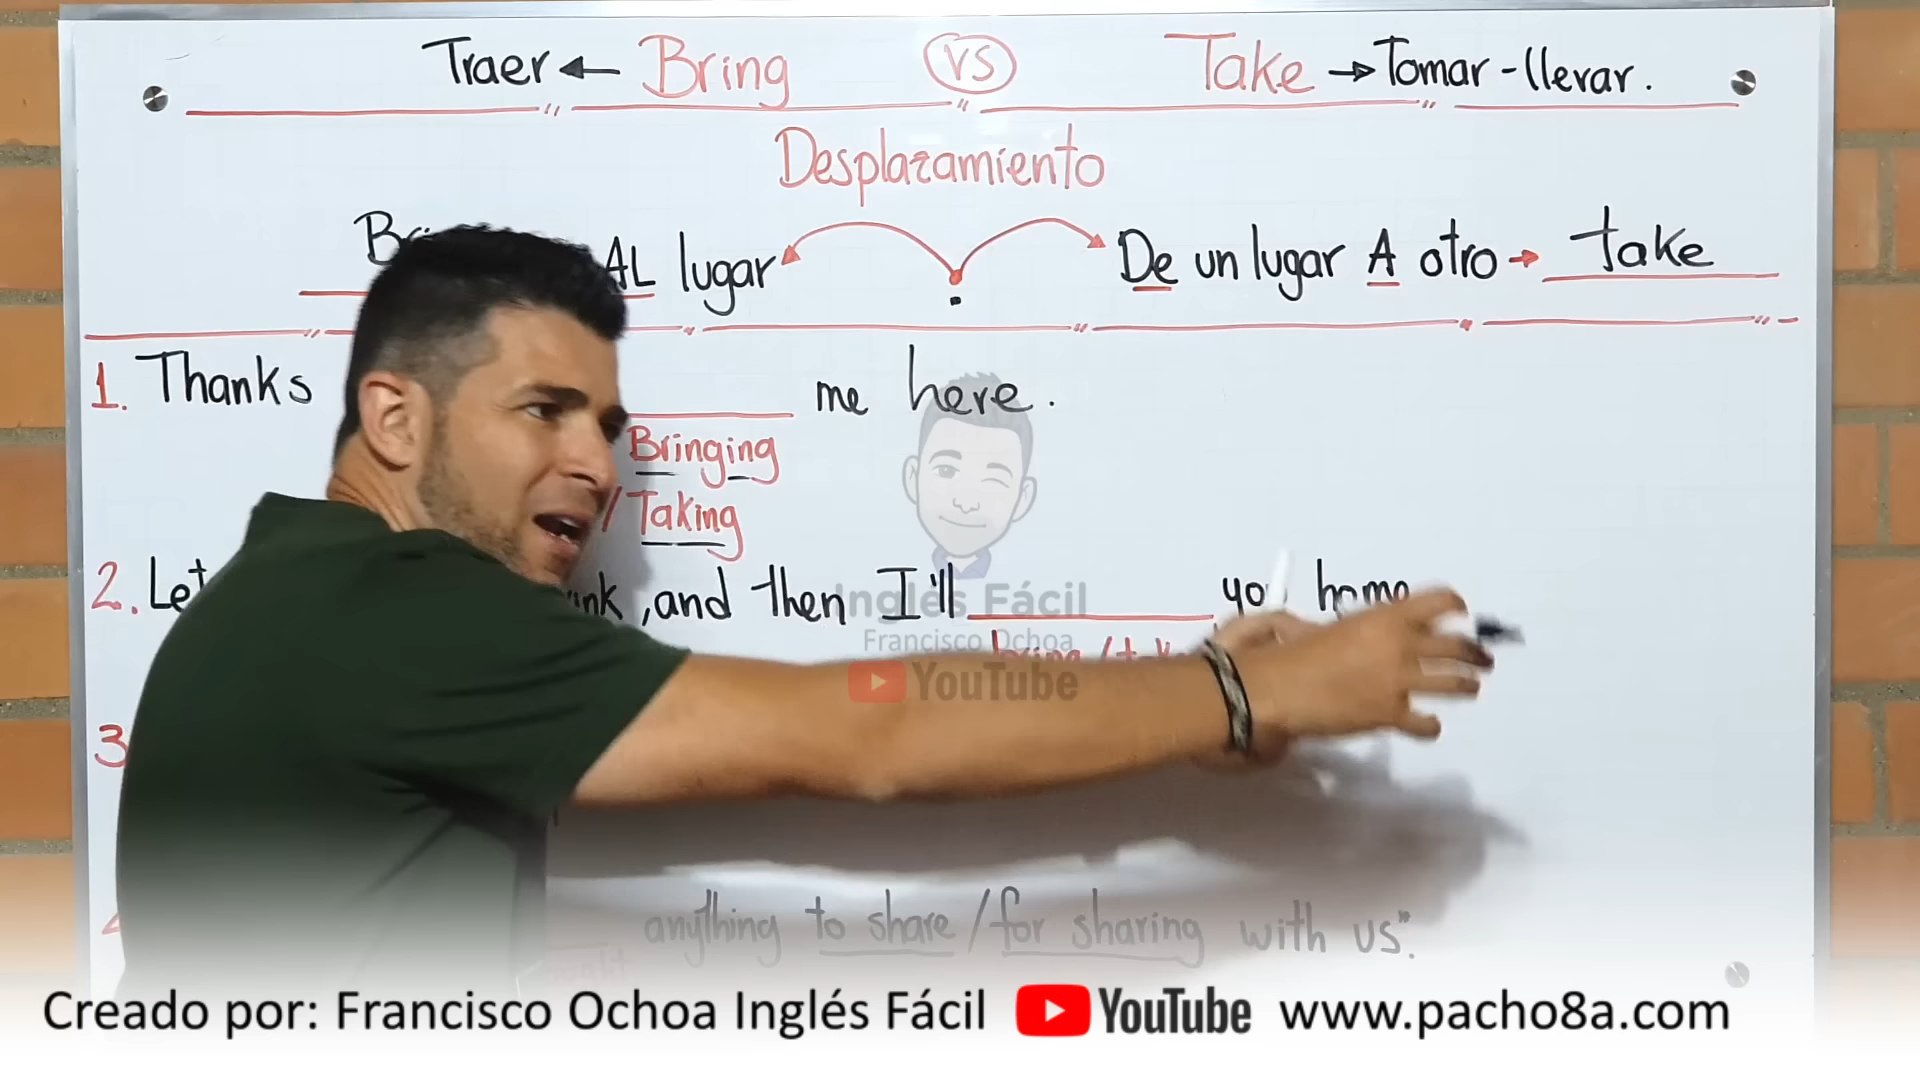 Traer ← Bring VS Take → Tomar - llevar.
Desplazamiento
AL lugar De un lugar A otro → take
1. Thanks me here.
Bringing
/ Taking
2. Let ,and then I'll you home
3
anything to share / for sharing with us".
Inglés Fácil
Francisco Ochoa
YouTube
Creado por: Francisco Ochoa Inglés Fácil YouTube www.pacho8a.com